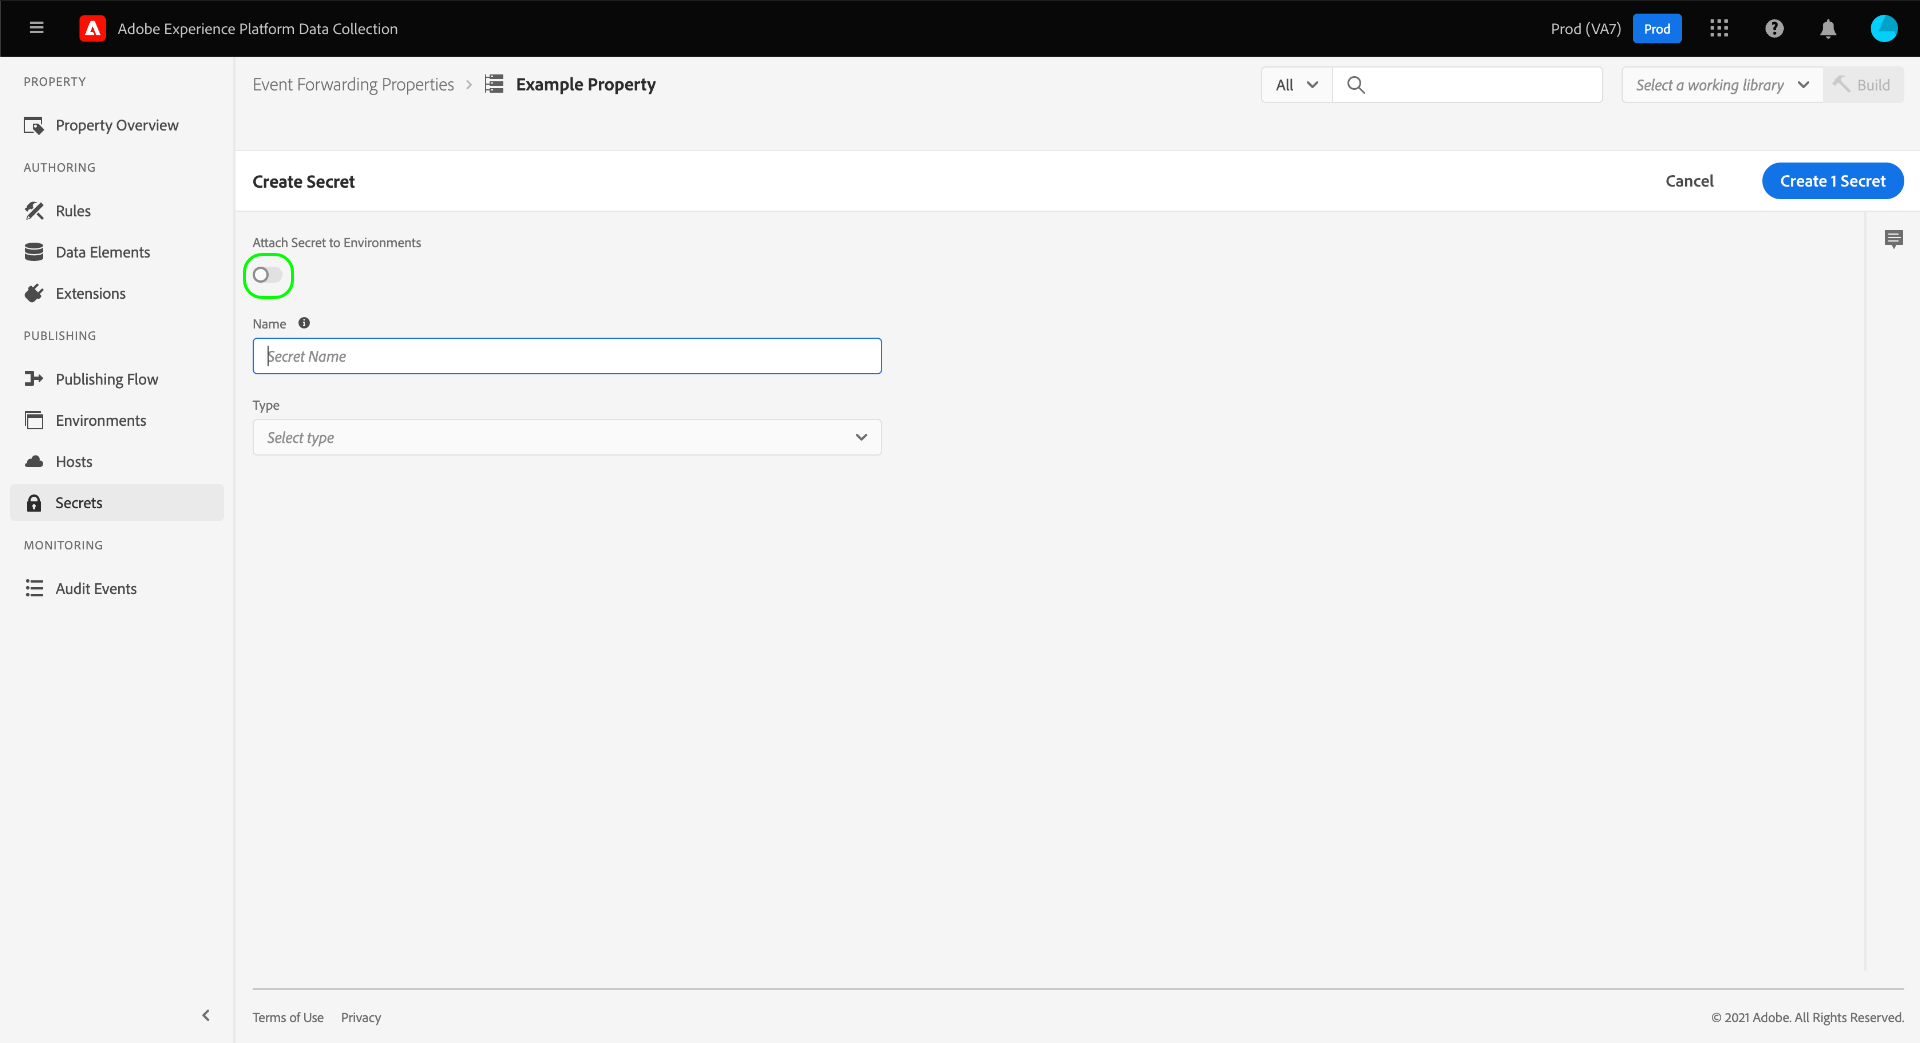 Adobe Experience Platform Data Collection
Prod (VA7)
Prod
PROPERTY
Property Overview
AUTHORING
Rules
Data Elements
Extensions
PUBLISHING
Publishing Flow
Environments
Hosts
Secrets
MONITORING
Audit Events
Event Forwarding Properties
Example Property
All
Select a working library
Build
Create Secret
Cancel
Create 1 Secret
Attach Secret to Environments
Name
Secret Name
Type
Select type
Terms of Use
Privacy
© 2021 Adobe. All Rights Reserved.